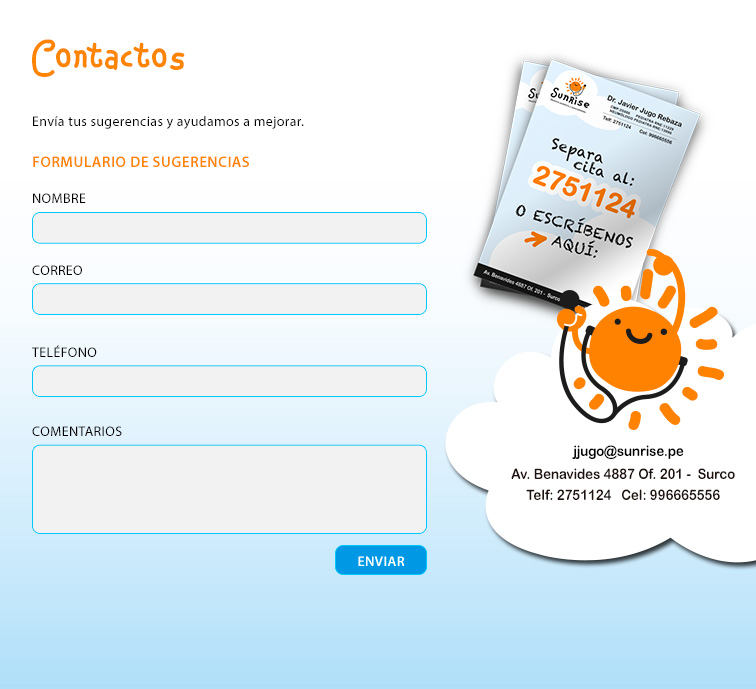 Contactos
Envía tus sugerencias y ayudamos a mejorar.
FORMULARIO DE SUGERENCIAS
NOMBRE
CORREO
TELÉFONO
COMENTARIOS
ENVIAR
SunRise
Dr. Javier Jugo Rebaza
Telf: 2751124 Cel: 996665556
Separa
cita al:
2751124
O ESCRÍBENOS
AQUÍ:
Av. Benavides 4887 Of. 201 - Surco
jjugo@sunrise.pe
Av. Benavides 4887 Of. 201 - Surco
Telf: 2751124 Cel: 996665556